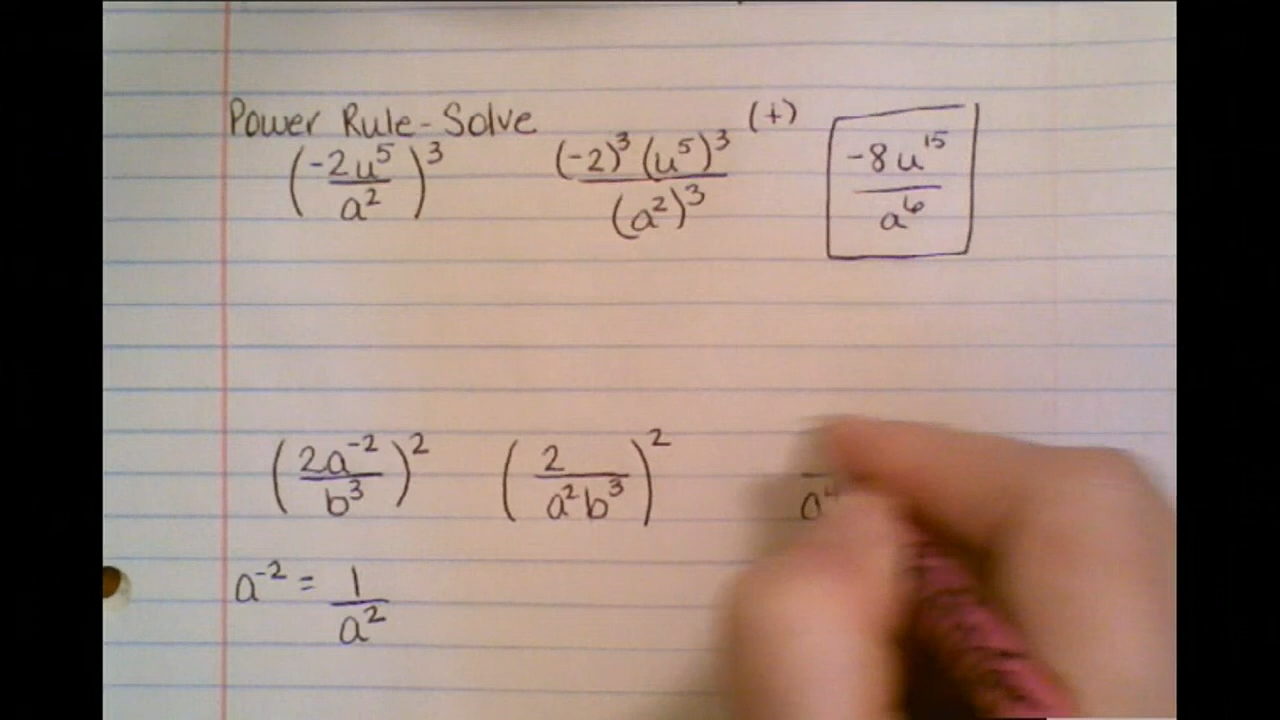 Power Rule - Solve
(-2u⁵/a²)³ (-2)³(u⁵)³/(a²)³ (+) -8u¹⁵/a⁶
(2a⁻²/b³)² (2/a²b³)² a⁴
a⁻² = 1/a²